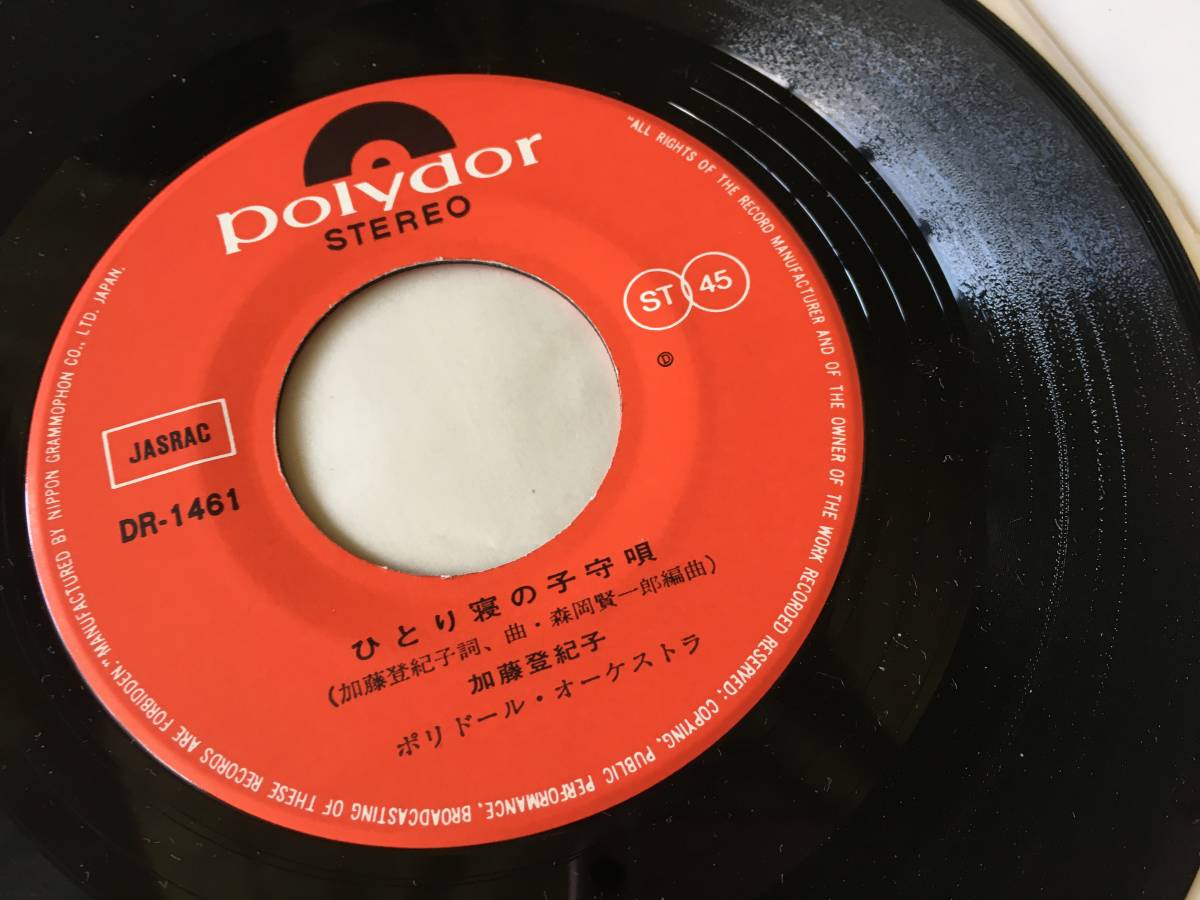 polydor
STEREO
ST 45
Ⓓ
JASRAC
DR-1461
ひとり寝の子守唄
(加藤登紀子詞、曲・森岡賢一郎編曲)
加藤登紀子
ポリドール・オーケストラ
"ALL RIGHTS OF THE RECORD MANUFACTURER AND OF THE OWNER OF THE WORK RECORDED RESERVED; COPYING, PUBLIC PERFORMANCE, BROADCASTING OF THESE RECORDS ARE FORBIDDEN." MANUFACTURED BY NIPPON GRAMMOPHON CO., LTD. JAPAN.